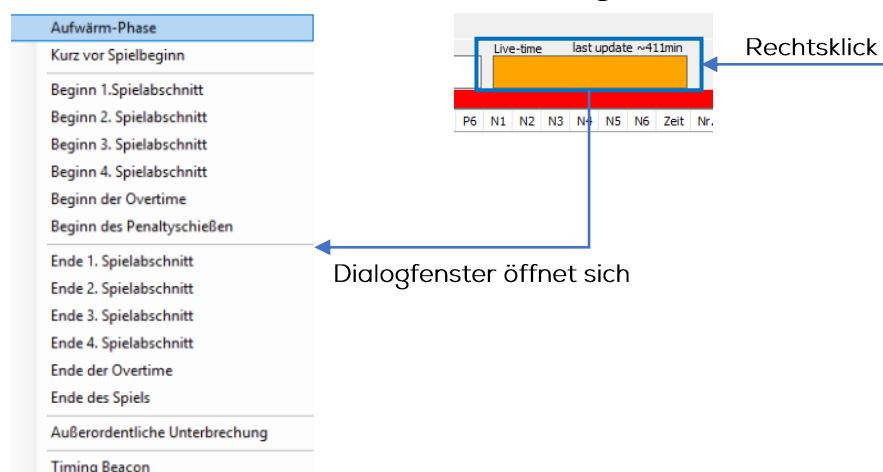 Aufwärm-Phase
Kurz vor Spielbeginn
Beginn 1.Spielabschnitt
Beginn 2. Spielabschnitt
Beginn 3. Spielabschnitt
Beginn 4. Spielabschnitt
Beginn der Overtime
Beginn des Penaltyschießen
Ende 1. Spielabschnitt
Ende 2. Spielabschnitt
Ende 3. Spielabschnitt
Ende 4. Spielabschnitt
Ende der Overtime
Ende des Spiels
Außerordentliche Unterbrechung
Timing Beacon
Live-time last update ~411min
P6 N1 N2 N3 N4 N5 N6 Zeit Nr.
Rechtsklick
Dialogfenster öffnet sich